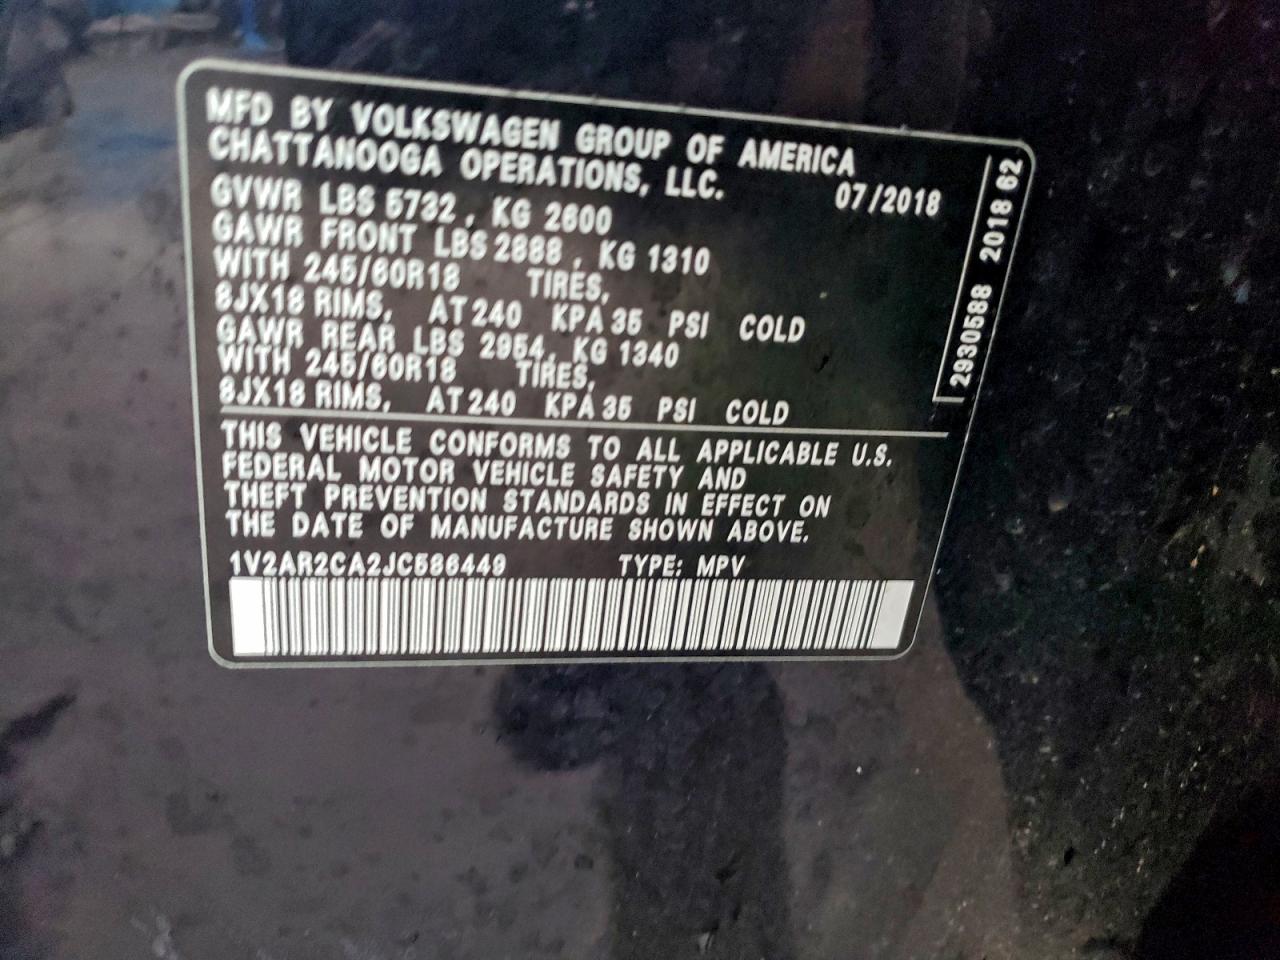 MFD BY VOLKSWAGEN GROUP OF AMERICA
CHATTANOOGA OPERATIONS, LLC.
07/2018
GVWR LBS 5732 , KG 2600
GAWR FRONT LBS 2888 , KG 1310
WITH 245/60R18 TIRES,
8JX18 RIMS, AT 240 KPA 35 PSI COLD
GAWR REAR LBS 2954, KG 1340
WITH 245/60R18 TIRES,
8JX18 RIMS, AT 240 KPA 35 PSI COLD
THIS VEHICLE CONFORMS TO ALL APPLICABLE U.S.
FEDERAL MOTOR VEHICLE SAFETY AND
THEFT PREVENTION STANDARDS IN EFFECT ON
THE DATE OF MANUFACTURE SHOWN ABOVE.
1V2AR2CA2JC586449 TYPE: MPV
2930588 2018 62